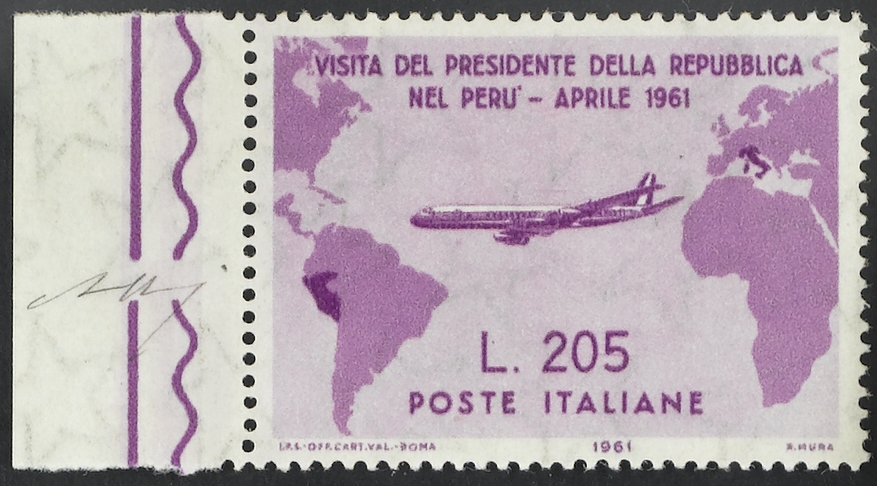 VISITA DEL PRESIDENTE DELLA REPUBBLICA
NEL PERU' - APRILE 1961
L. 205
POSTE ITALIANE
I.P.S.-OFF.CART.VAL.-ROMA 1961 R.MURA